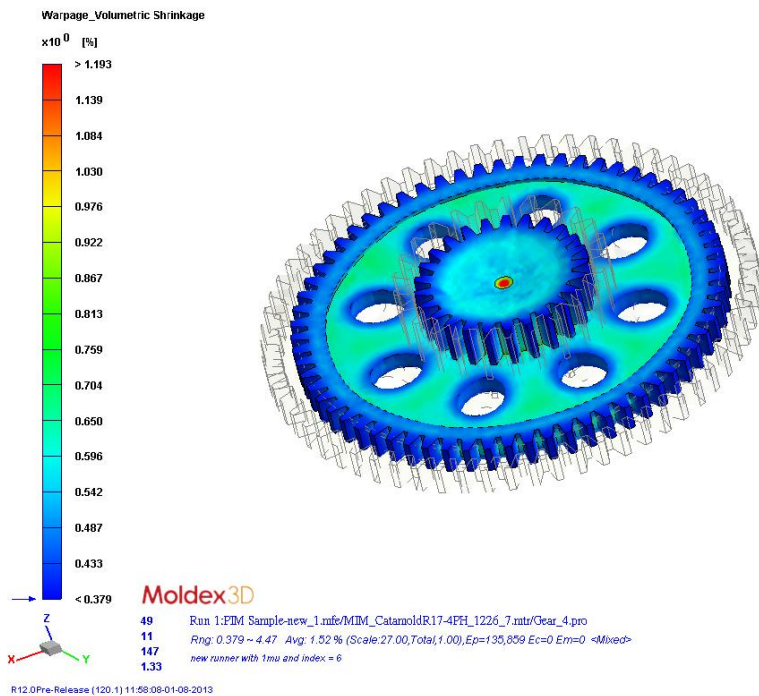 Warpage_Volumetric Shrinkage
x10 0 [%]
> 1.193
1.139
1.084
1.030
0.976
0.922
0.867
0.813
0.759
0.704
0.650
0.596
0.542
0.487
0.433
< 0.379
Moldex3D
49 Run 1:PIM Sample-new_1.mfe/MIM_CatamoldR17-4PH_1226_7.mtr/Gear_4.pro
11 Rng: 0.379 ~ 4.47 Avg: 1.52 % (Scale:27.00,Total,1.00),Ep=135,859 Ec=0 Em=0 <Mixed>
147 new runner with 1mu and index = 6
1.33
Z
X
Y
R12.0Pre-Release (120.1) 11:58:08-01-08-2013